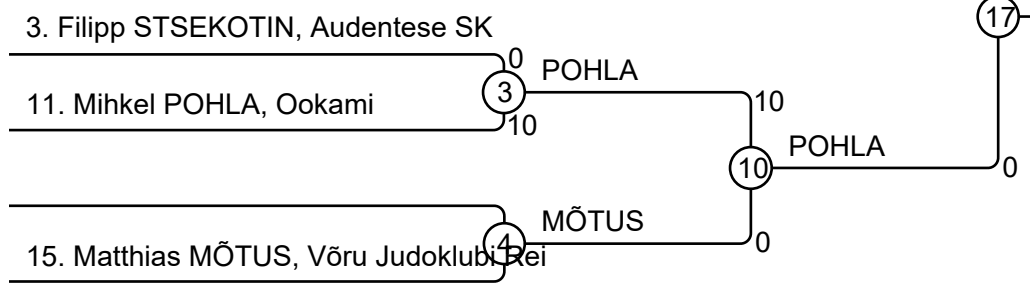 17
3. Filipp STSEKOTIN, Audentese SK
0
3
POHLA
11. Mihkel POHLA, Ookami
10
10
10
POHLA
0
4
MÕTUS
0
15. Matthias MÕTUS, Võru Judoklubi Rei